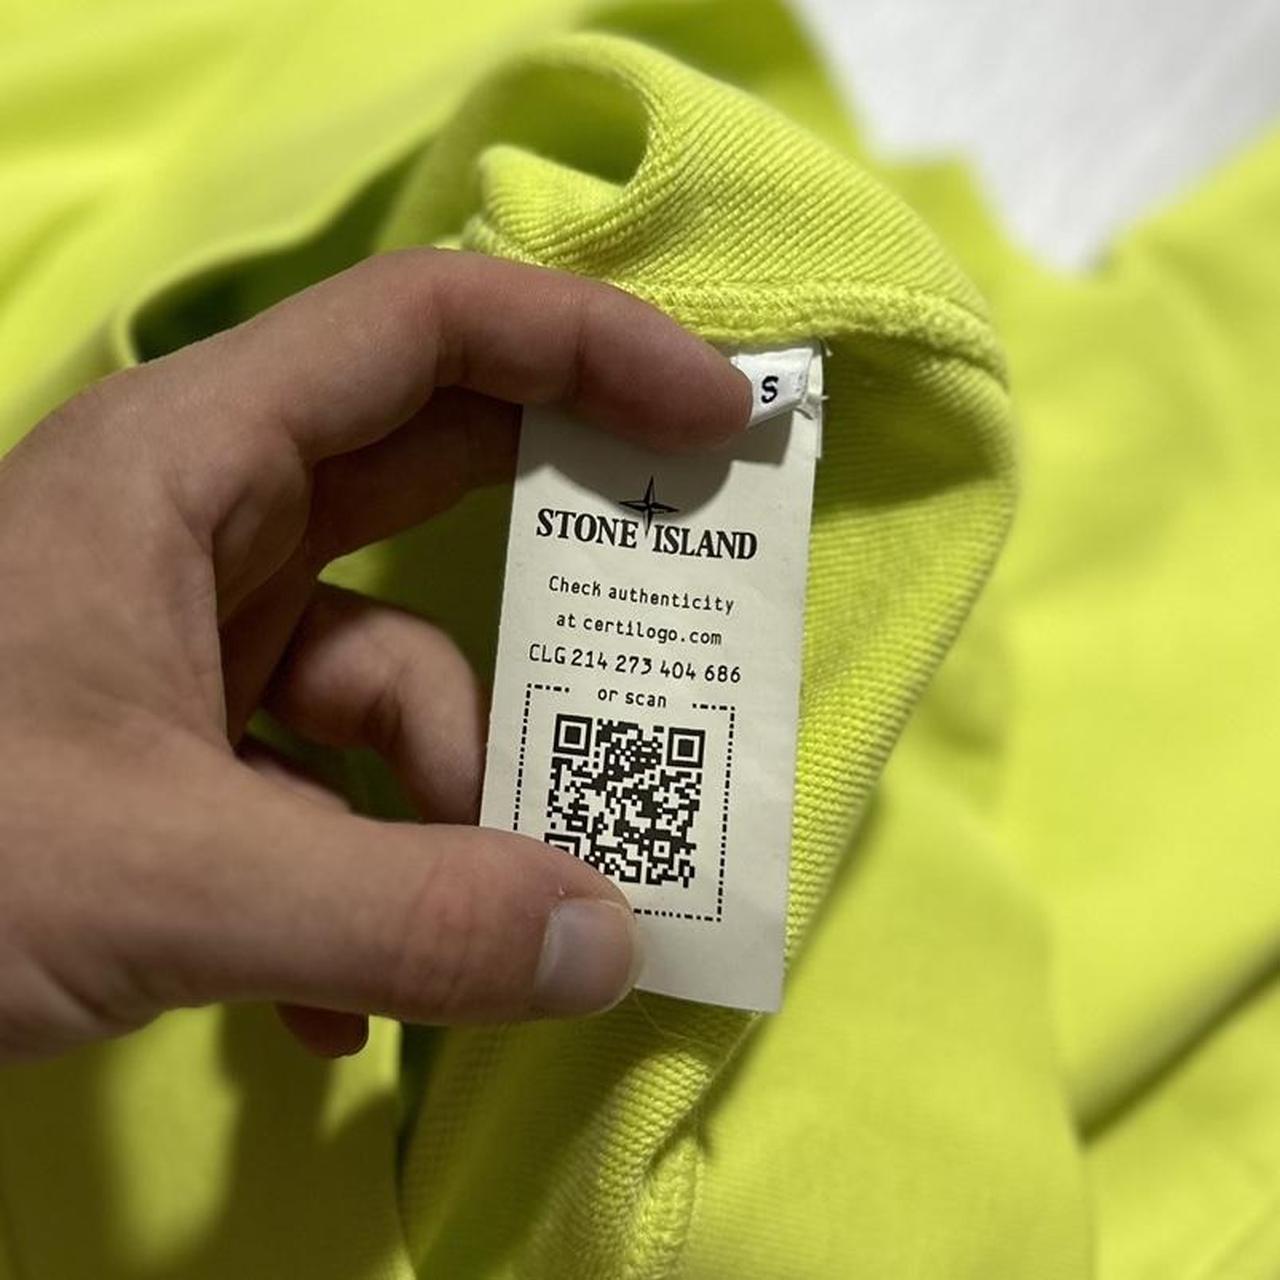 S
STONE ISLAND
Check authenticity
at certilogo.com
CLG 214 273 404 686
or scan